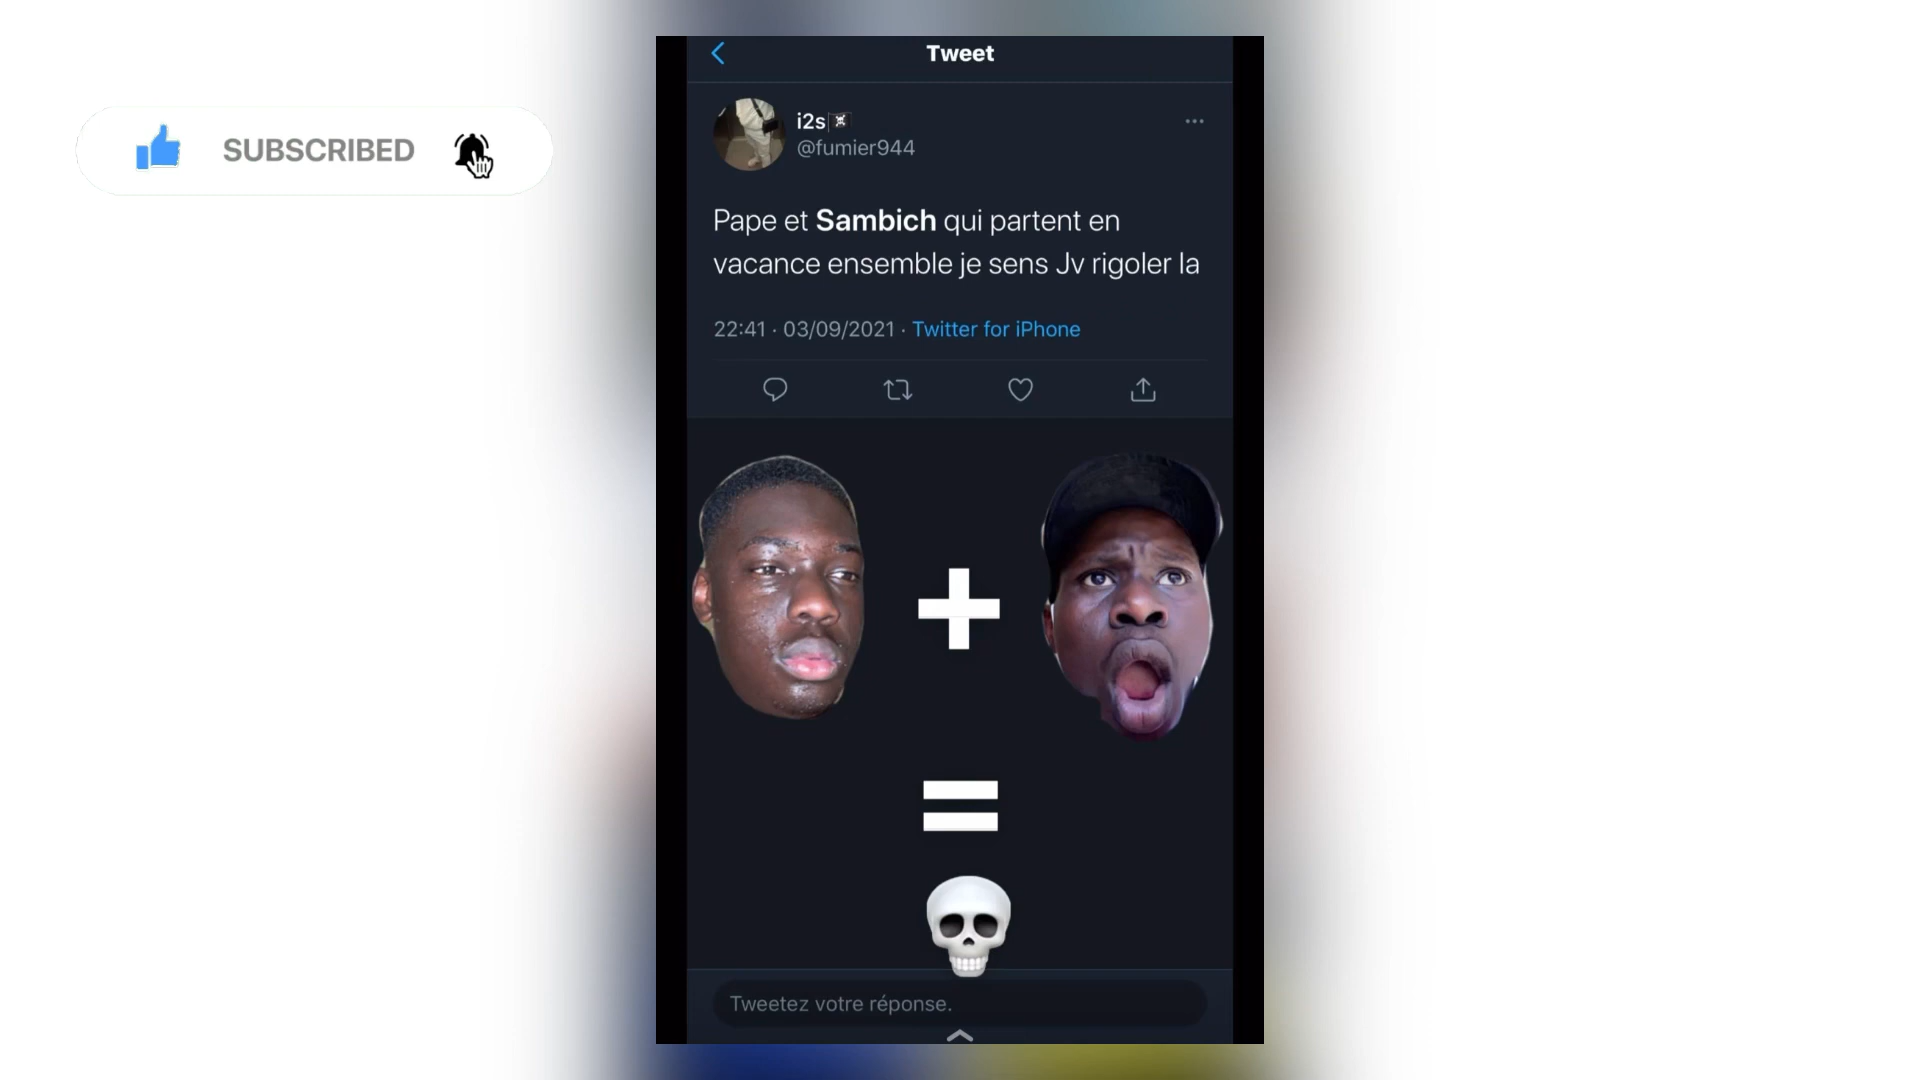 SUBSCRIBED
Tweet
i2s
@fumier944
Pape et Sambich qui partent en
vacance ensemble je sens Jv rigoler la
22:41 · 03/09/2021 · Twitter for iPhone
Tweetez votre réponse.